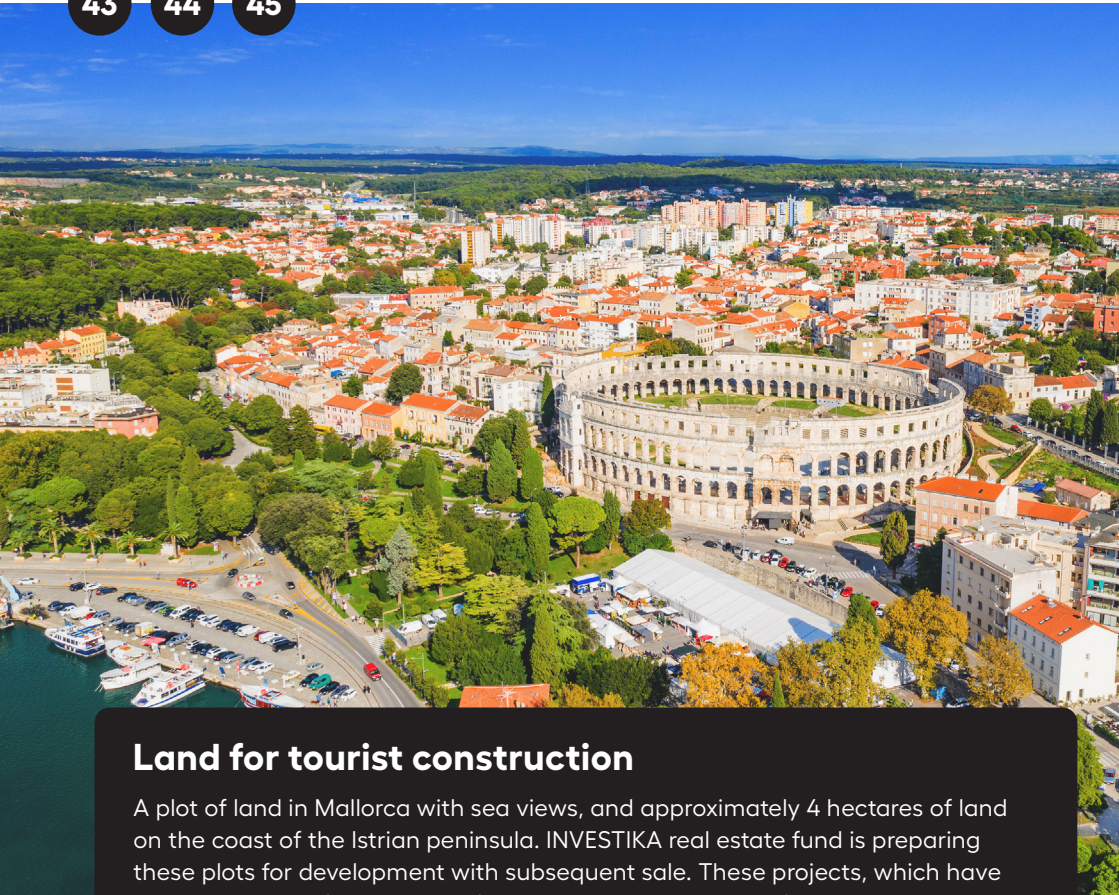 43 44 45
Land for tourist construction
A plot of land in Mallorca with sea views, and approximately 4 hectares of land
on the coast of the Istrian peninsula. INVESTIKA real estate fund is preparing
these plots for development with subsequent sale. These projects, which have